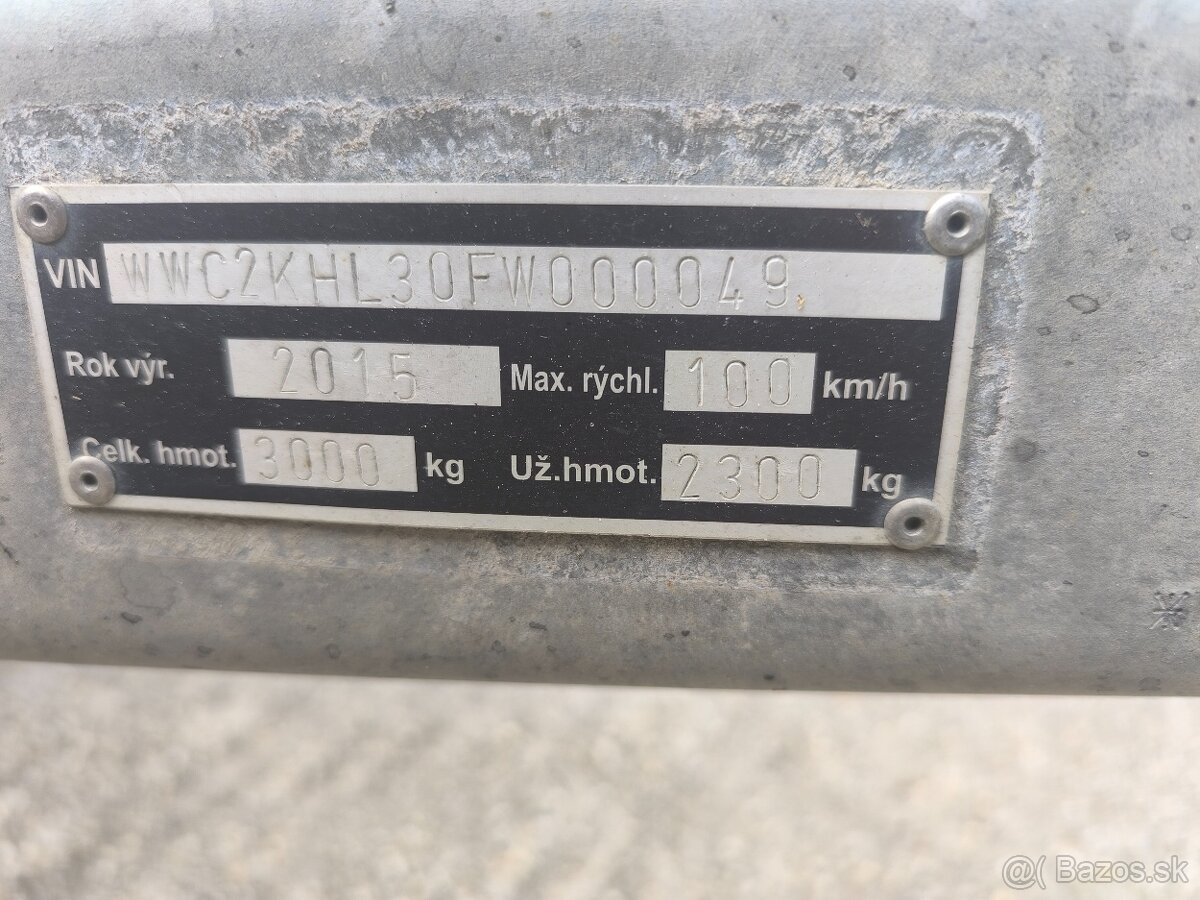 VIN WWC2KHL30FW000049
Rok výr. 2015 Max. rýchl. 100 km/h
Celk. hmot. 3000 kg Už.hmot. 2300 kg
@( Bazos.sk